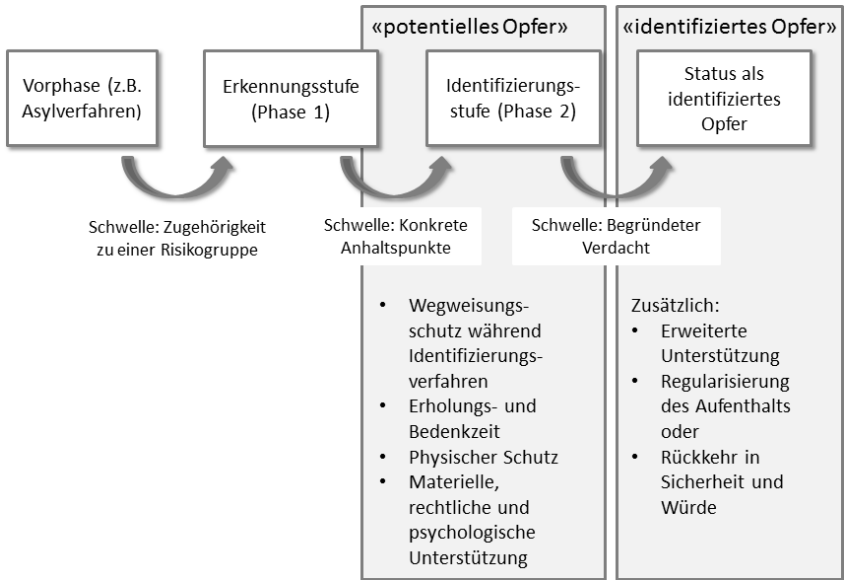 «potentielles Opfer»
«identifiziertes Opfer»
Vorphase (z.B.
Asylverfahren)
Erkennungsstufe
(Phase 1)
Identifizierungs-
stufe (Phase 2)
Status als
identifiziertes
Opfer
Schwelle: Zugehörigkeit
zu einer Risikogruppe
Schwelle: Konkrete
Anhaltspunkte
Schwelle: Begründeter
Verdacht
• Wegweisungs-
schutz während
Identifizierungs-
verfahren
• Erholungs- und
Bedenkzeit
• Physischer Schutz
• Materielle,
rechtliche und
psychologische
Unterstützung
Zusätzlich:
• Erweiterte
Unterstützung
• Regularisierung
des Aufenthalts
oder
• Rückkehr in
Sicherheit und
Würde